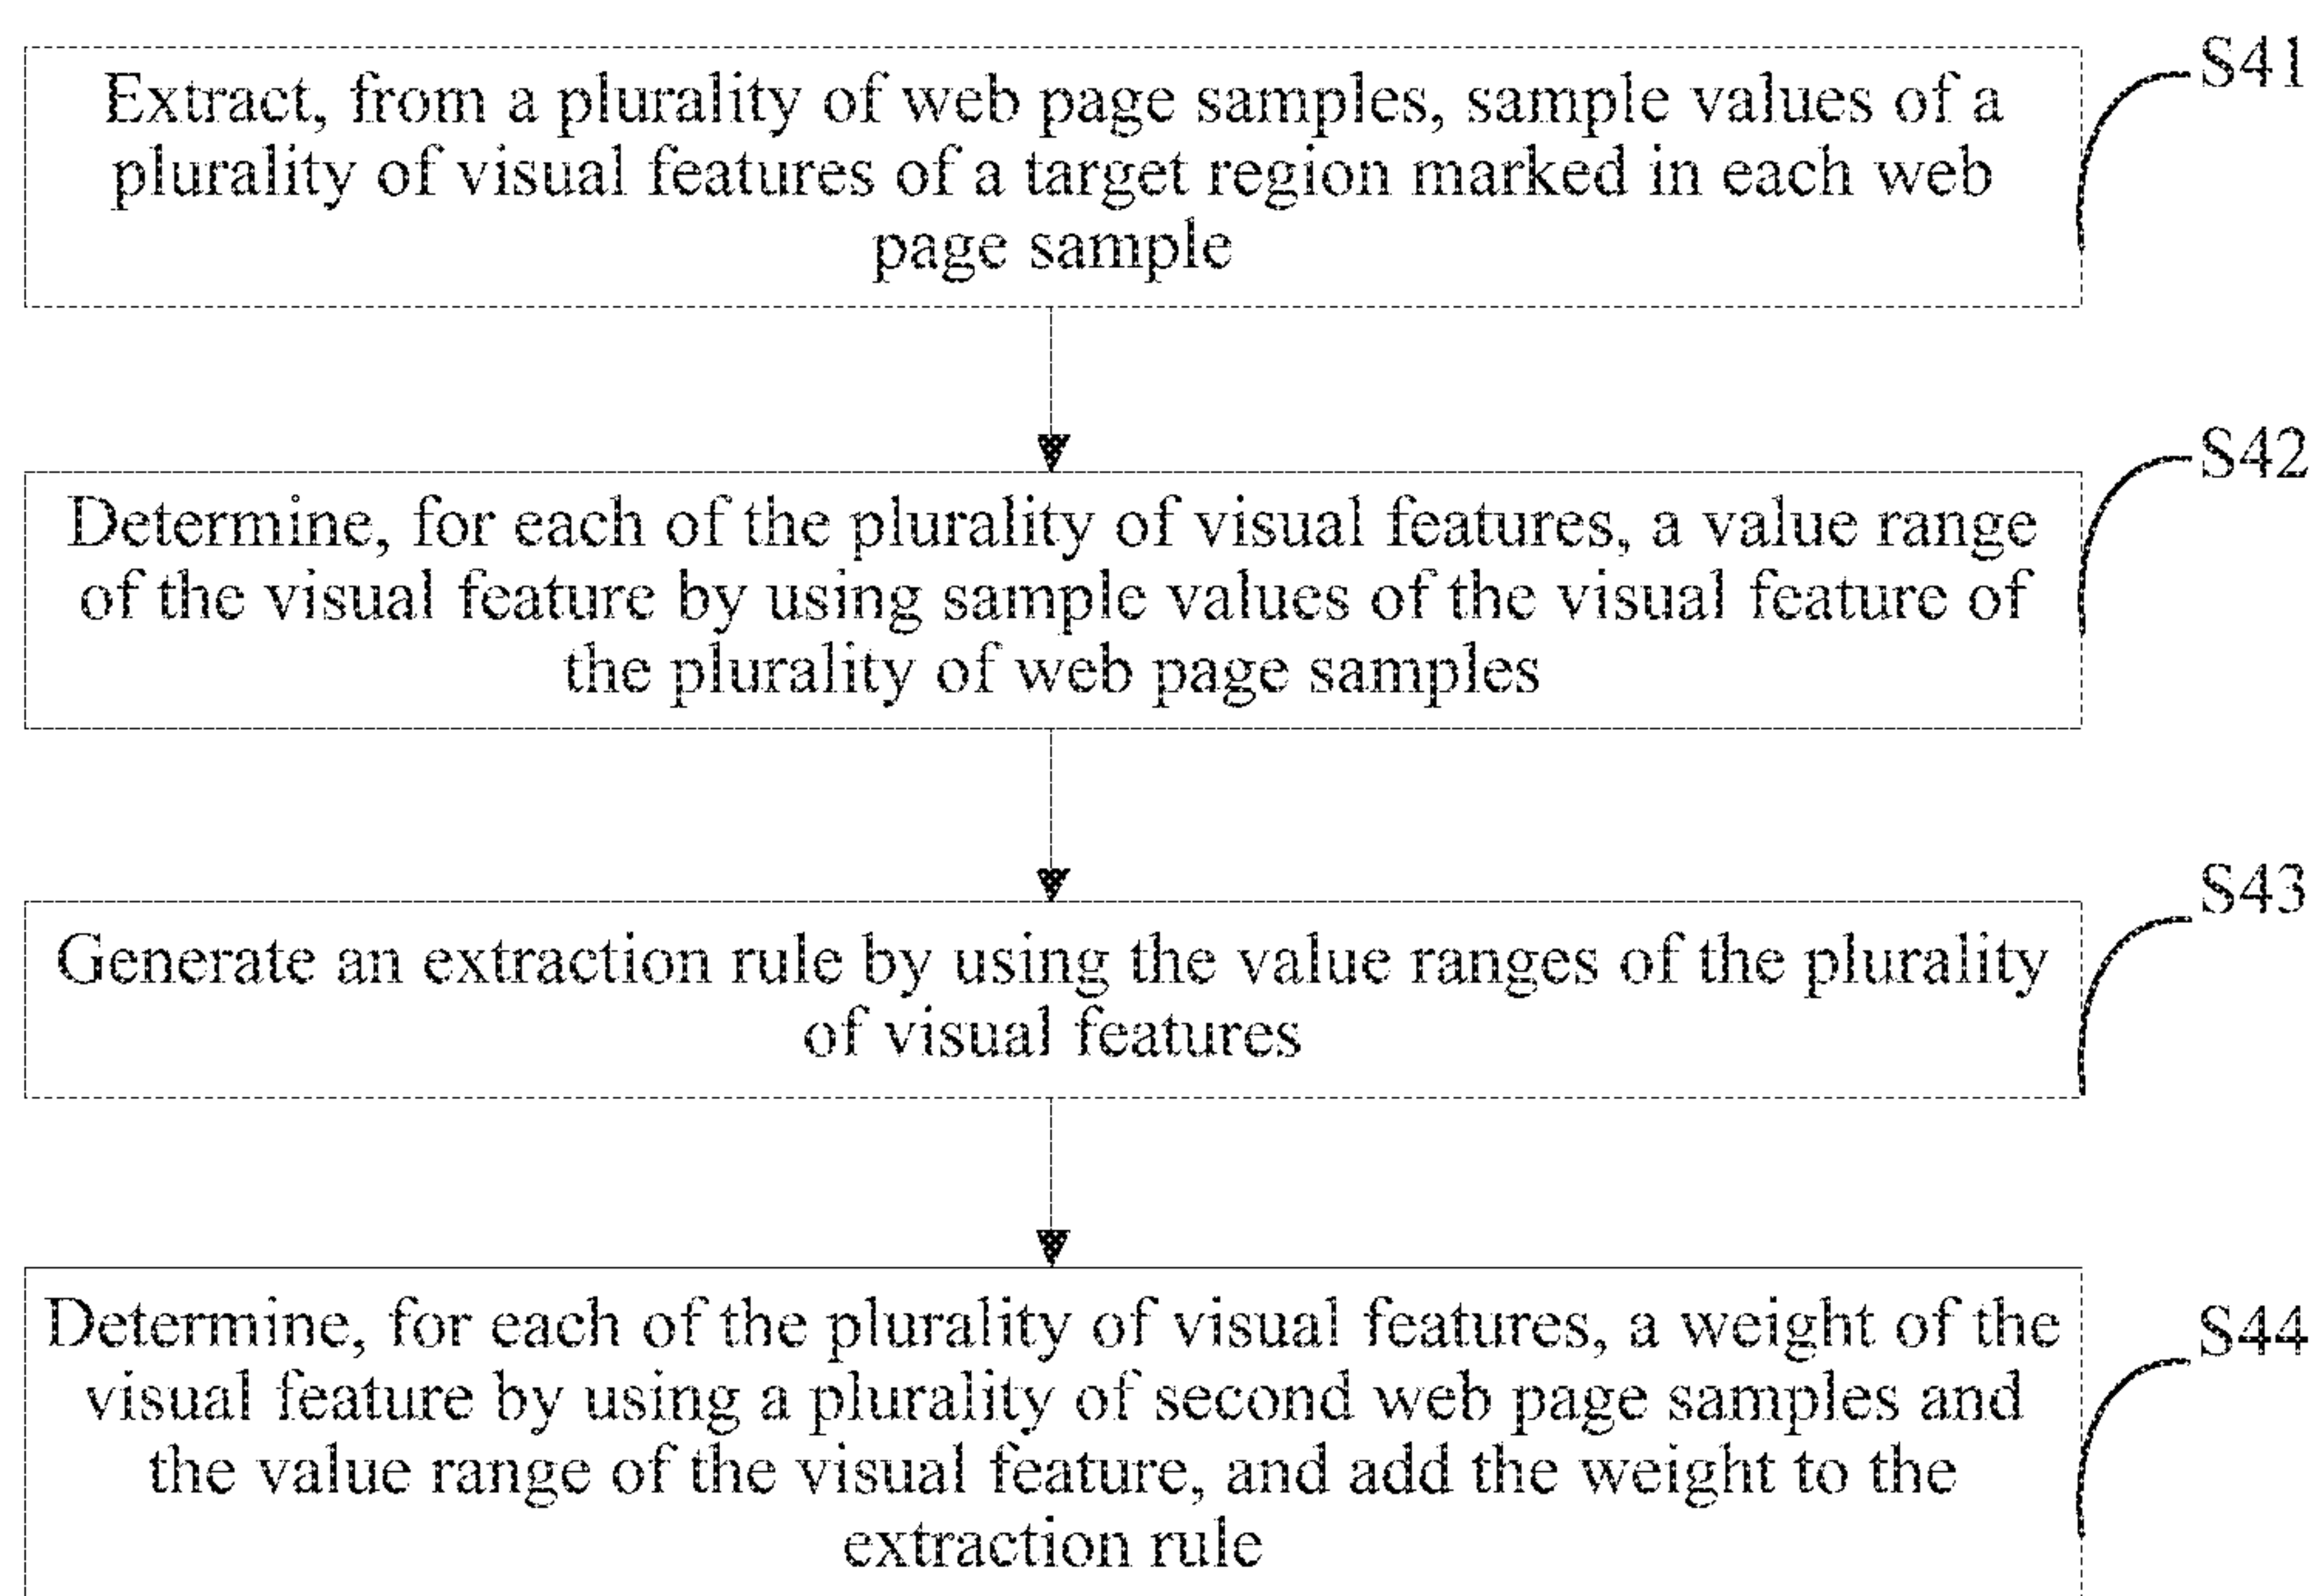 Extract, from a plurality of web page samples, sample values of a
plurality of visual features of a target region marked in each web
page sample
S41
Determine, for each of the plurality of visual features, a value range
of the visual feature by using sample values of the visual feature of
the plurality of web page samples
S42
Generate an extraction rule by using the value ranges of the plurality
of visual features
S43
Determine, for each of the plurality of visual features, a weight of the
visual feature by using a plurality of second web page samples and
the value range of the visual feature, and add the weight to the
extraction rule
S44